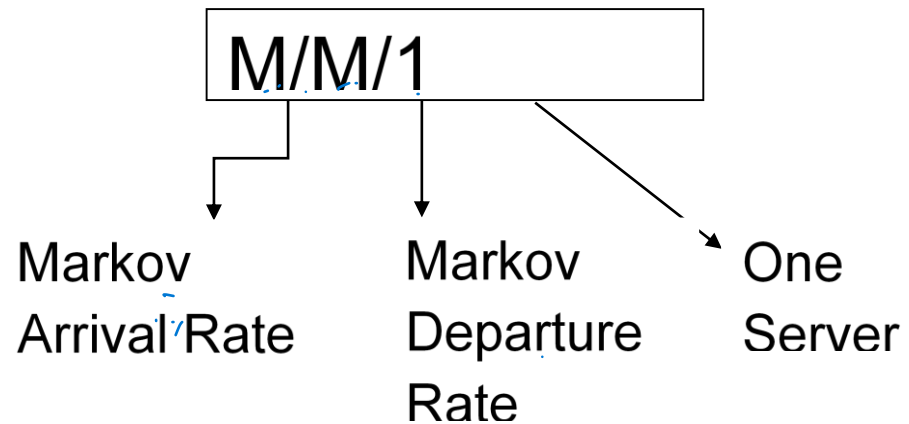 M/M/1
Markov
Arrival Rate
Markov
Departure
Rate
One
Server